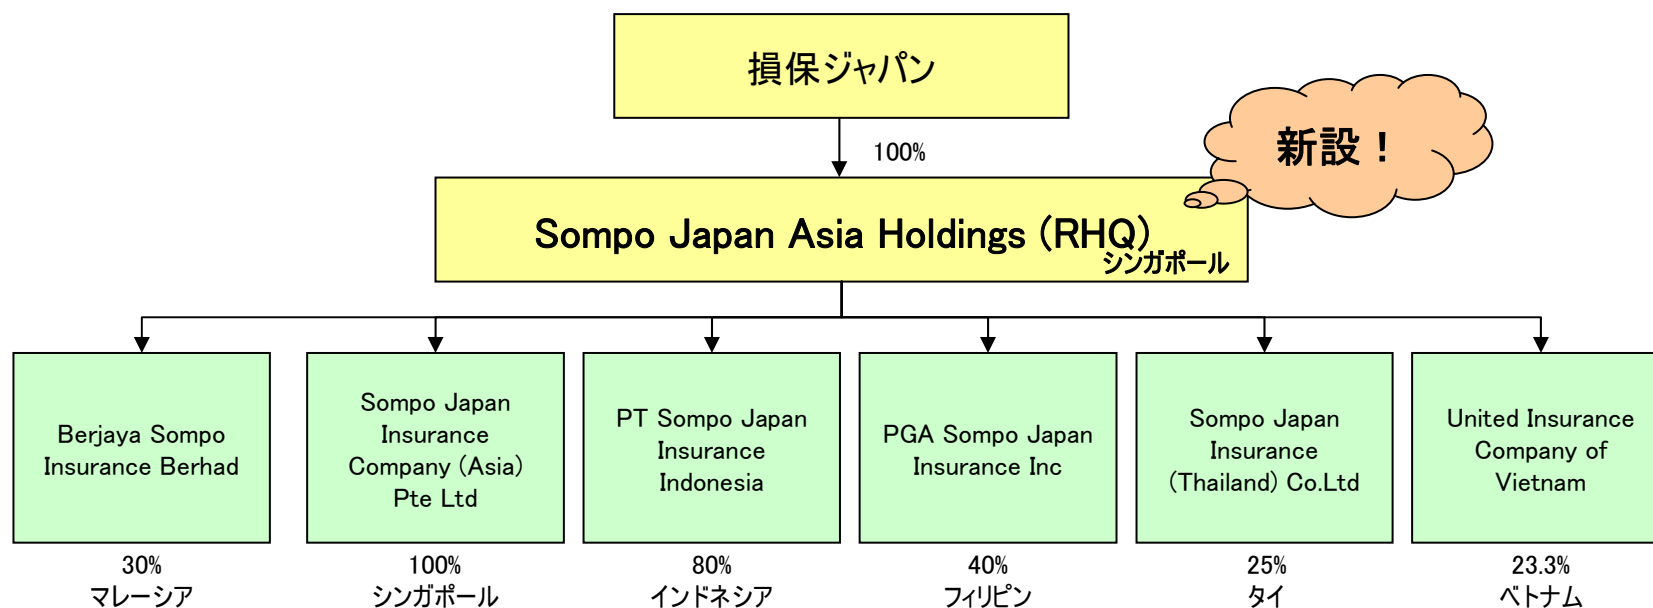 損保ジャパン
100%
新設！
Sompo Japan Asia Holdings (RHQ)
シンガポール
Berjaya Sompo
Insurance Berhad
Sompo Japan
Insurance
Company (Asia)
Pte Ltd
PT Sompo Japan
Insurance
Indonesia
PGA Sompo Japan
Insurance Inc
Sompo Japan
Insurance
(Thailand) Co.Ltd
United Insurance
Company of
Vietnam
30%
マレーシア
100%
シンガポール
80%
インドネシア
40%
フィリピン
25%
タイ
23.3%
ベトナム